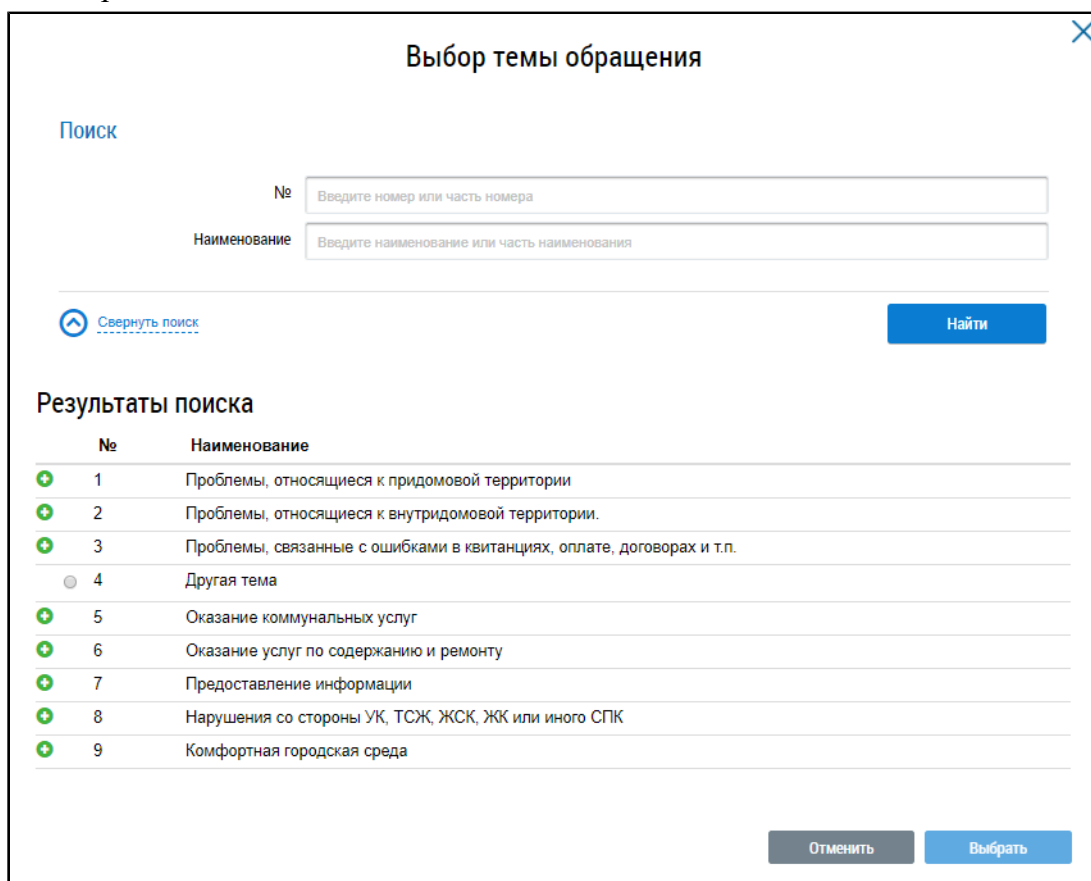 Выбор темы обращения
Поиск
№ Введите номер или часть номера
Наименование Введите наименование или часть наименования
Свернуть поиск Найти
Результаты поиска
№ Наименование
1 Проблемы, относящиеся к придомовой территории
2 Проблемы, относящиеся к внутридомовой территории.
3 Проблемы, связанные с ошибками в квитанциях, оплате, договорах и т.п.
4 Другая тема
5 Оказание коммунальных услуг
6 Оказание услуг по содержанию и ремонту
7 Предоставление информации
8 Нарушения со стороны УК, ТСЖ, ЖСК, ЖК или иного СПК
9 Комфортная городская среда
Отменить Выбрать